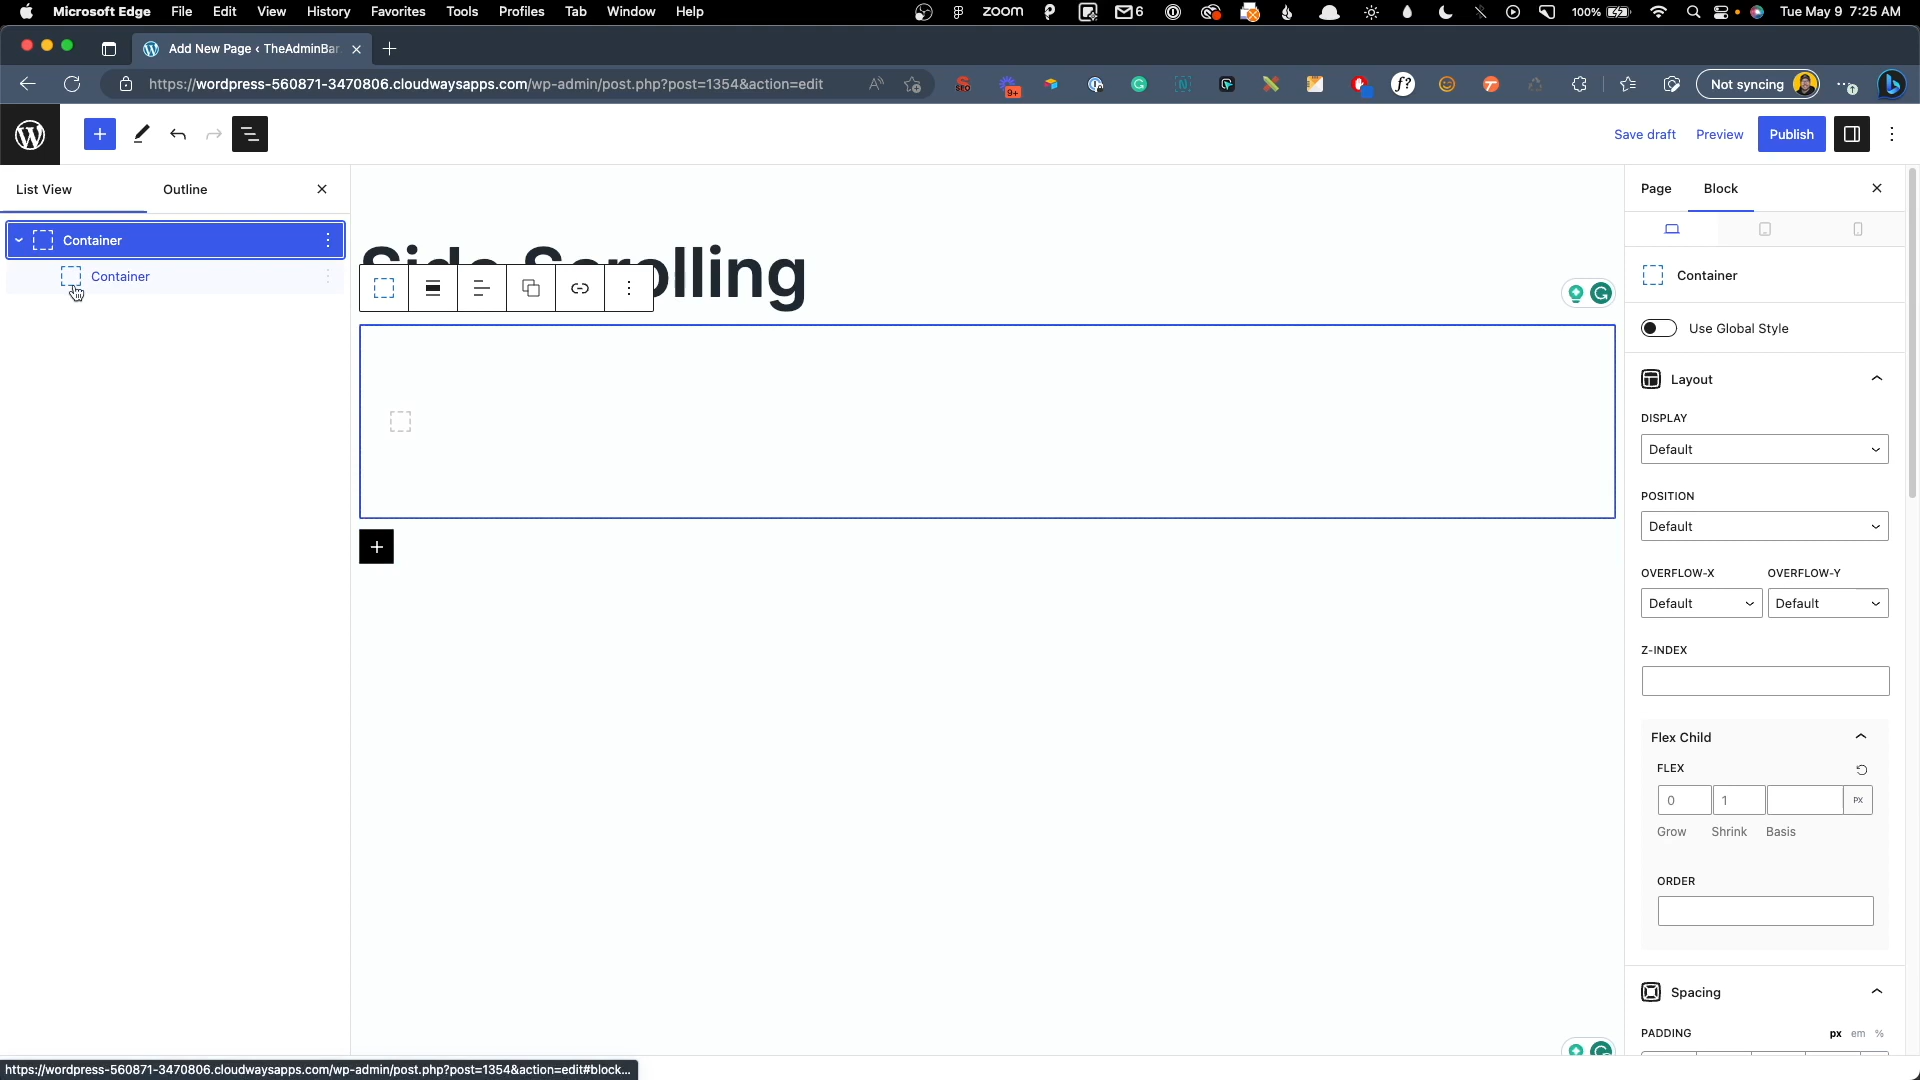 Microsoft Edge File Edit View History Favorites Tools Profiles Tab Window Help zoom 6 100% Tue May 9 7:25 AM
Add New Page ‹ TheAdminBar
https://wordpress-560871-3470806.cloudwaysapps.com/wp-admin/post.php?post=1354&action=edit SEO 9+ f? Not syncing
Save draft Preview Publish
List View Outline
Page Block
Container
Container
Side Scrolling
Container
Use Global Style
Layout
DISPLAY
Default
POSITION
Default
OVERFLOW-X OVERFLOW-Y
Default Default
Z-INDEX
Flex Child
FLEX
0 1 PX
Grow Shrink Basis
ORDER
Spacing
PADDING px em %
https://wordpress-560871-3470806.cloudwaysapps.com/wp-admin/post.php?post=1354&action=edit#block...